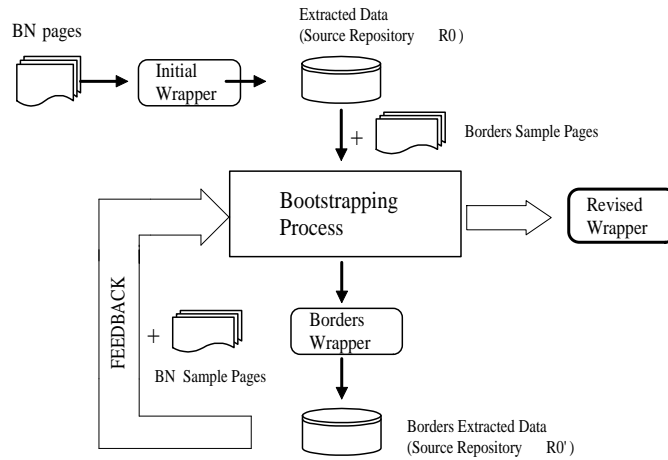 BN pages
Extracted Data
(Source Repository R0 )
Initial
Wrapper
+
Borders Sample Pages
Bootstrapping
Process
Revised
Wrapper
FEEDBACK
+
BN Sample Pages
Borders
Wrapper
Borders Extracted Data
(Source Repository R0' )